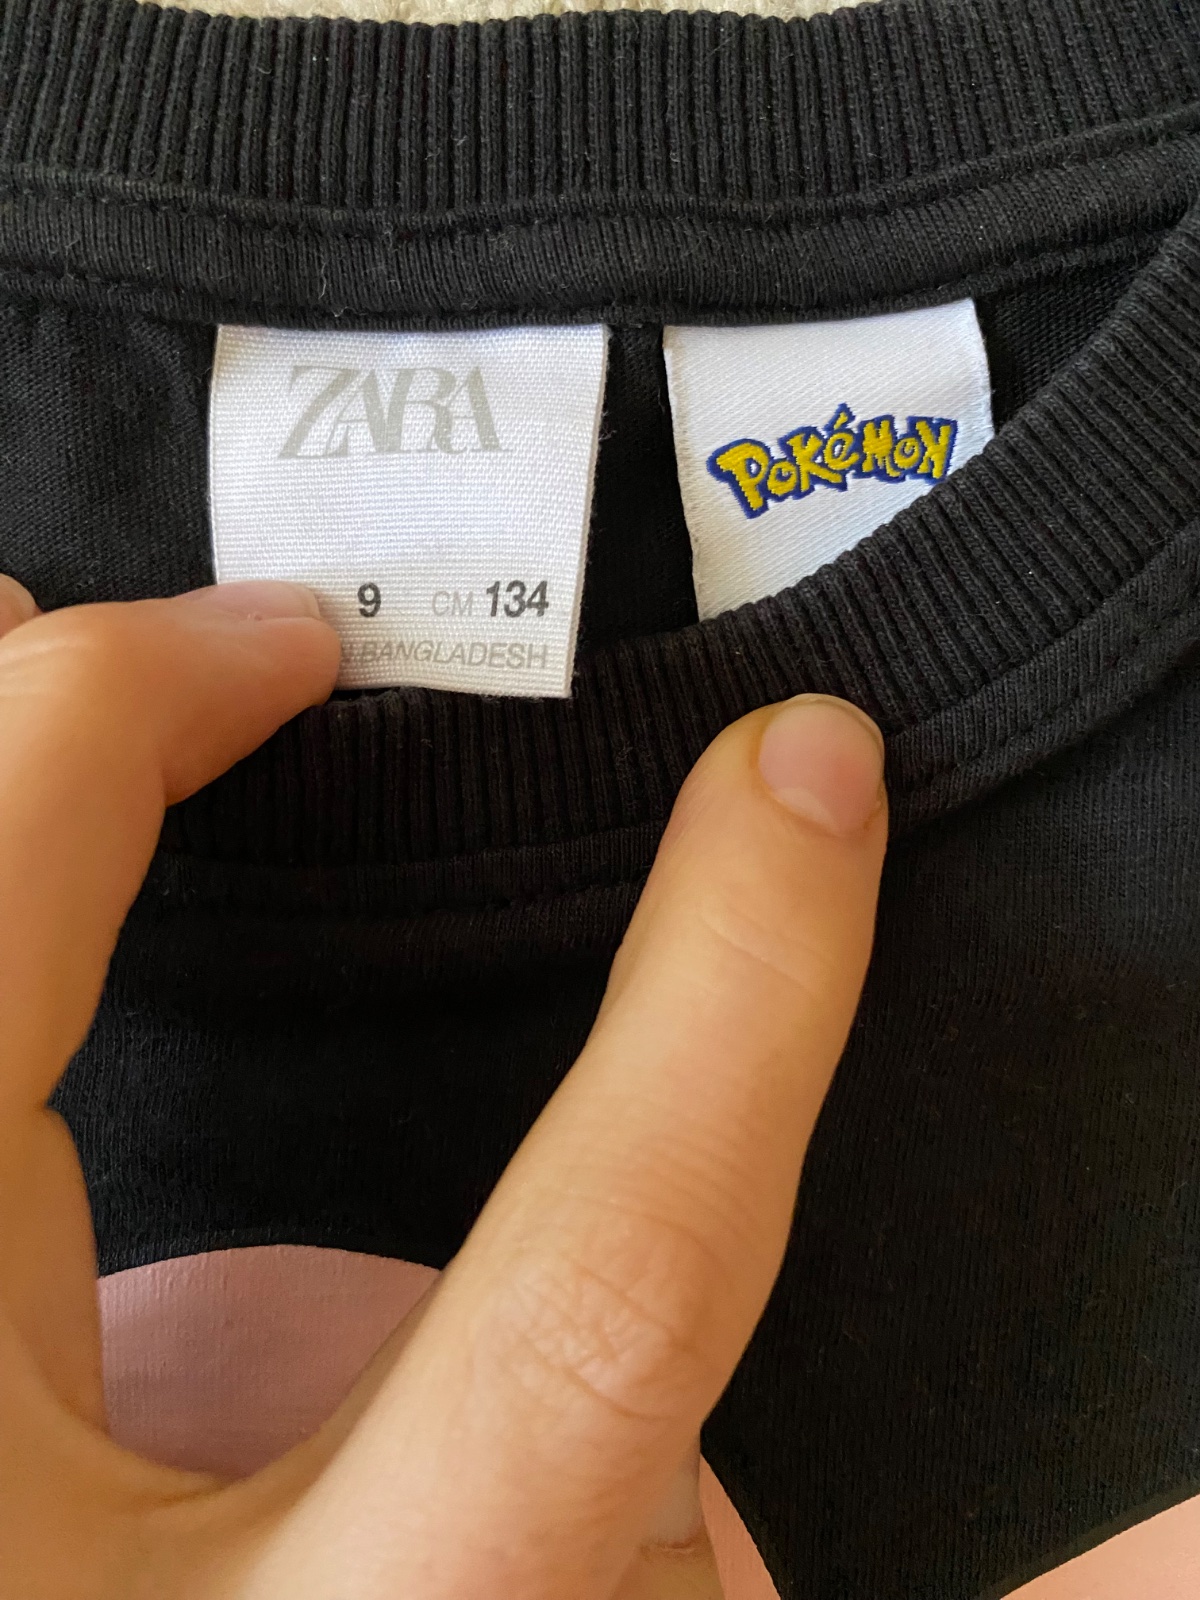 ZARA
9 CM 134
BANGLADESH
Pokémon